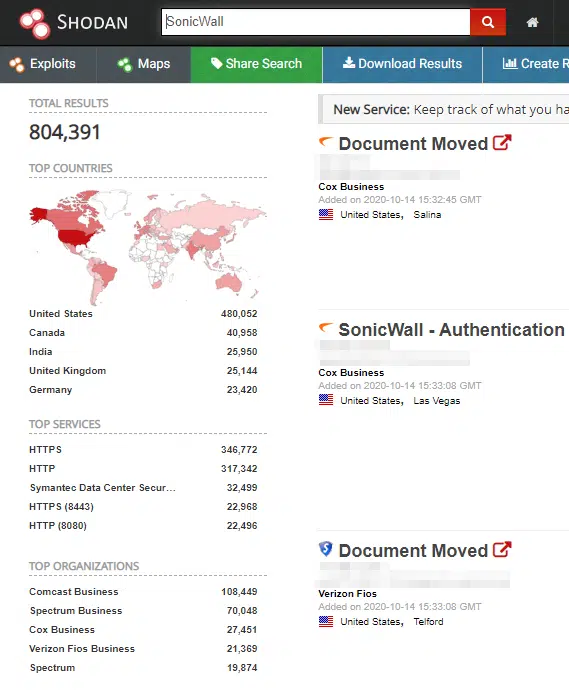 SHODAN
SonicWall
Exploits
Maps
Share Search
Download Results
Create R
TOTAL RESULTS
804,391
TOP COUNTRIES
United States 480,052
Canada 40,958
India 25,950
United Kingdom 25,144
Germany 23,420
TOP SERVICES
HTTPS 346,772
HTTP 317,342
Symantec Data Center Secur... 32,499
HTTPS (8443) 22,968
HTTP (8080) 22,496
TOP ORGANIZATIONS
Comcast Business 108,449
Spectrum Business 70,048
Cox Business 27,451
Verizon Fios Business 21,369
Spectrum 19,874
New Service: Keep track of what you ha
Document Moved
Cox Business
Added on 2020-10-14 15:32:45 GMT
United States, Salina
SonicWall - Authentication
Cox Business
Added on 2020-10-14 15:33:08 GMT
United States, Las Vegas
Document Moved
Verizon Fios
Added on 2020-10-14 15:33:08 GMT
United States, Telford